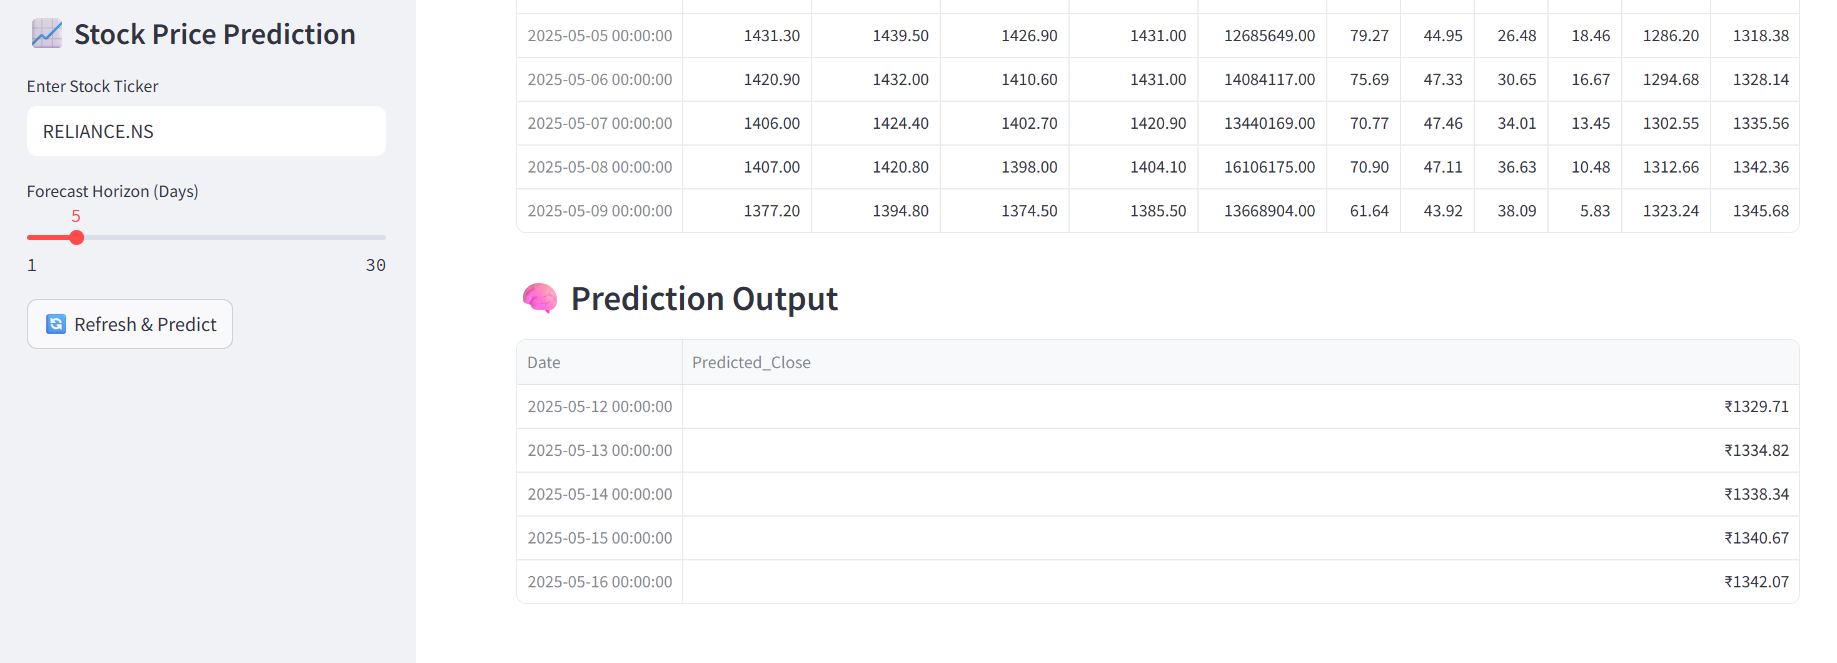 Stock Price Prediction
Enter Stock Ticker
RELIANCE.NS
Forecast Horizon (Days)
5
1 30
Refresh & Predict
2025-05-05 00:00:00 1431.30 1439.50 1426.90 1431.00 12685649.00 79.27 44.95 26.48 18.46 1286.20 1318.38
2025-05-06 00:00:00 1420.90 1432.00 1410.60 1431.00 14084117.00 75.69 47.33 30.65 16.67 1294.68 1328.14
2025-05-07 00:00:00 1406.00 1424.40 1402.70 1420.90 13440169.00 70.77 47.46 34.01 13.45 1302.55 1335.56
2025-05-08 00:00:00 1407.00 1420.80 1398.00 1404.10 16106175.00 70.90 47.11 36.63 10.48 1312.66 1342.36
2025-05-09 00:00:00 1377.20 1394.80 1374.50 1385.50 13668904.00 61.64 43.92 38.09 5.83 1323.24 1345.68
Prediction Output
Date Predicted_Close
2025-05-12 00:00:00 ₹1329.71
2025-05-13 00:00:00 ₹1334.82
2025-05-14 00:00:00 ₹1338.34
2025-05-15 00:00:00 ₹1340.67
2025-05-16 00:00:00 ₹1342.07